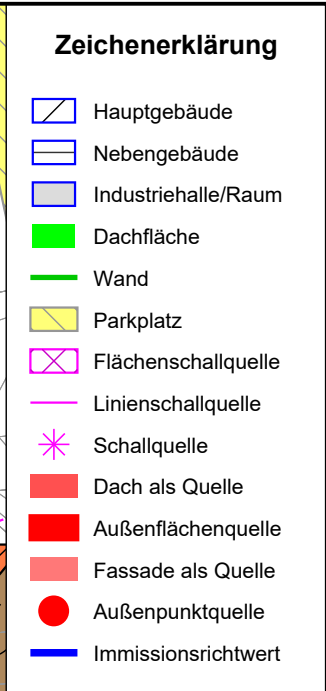 Zeichenerklärung
Hauptgebäude
Nebengebäude
Industriehalle/Raum
Dachfläche
Wand
Parkplatz
Flächenschallquelle
Linienschallquelle
Schallquelle
Dach als Quelle
Außenflächenquelle
Fassade als Quelle
Außenpunktquelle
Immissionsrichtwert